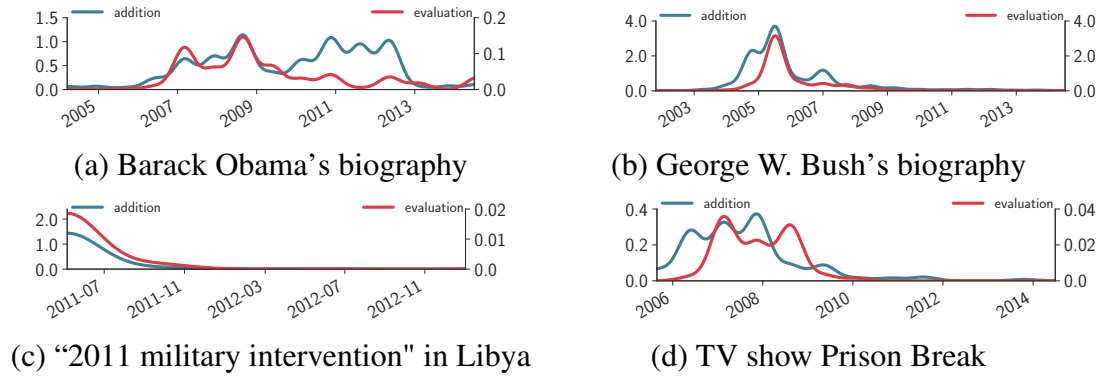 addition evaluation
1.5 0.2
1.0
0.1
0.5
0.0 0.0
2005 2007 2009 2011 2013
(a) Barack Obama's biography
addition evaluation
4.0 4.0
2.0 2.0
0.0 0.0
2003 2005 2007 2009 2011 2013
(b) George W. Bush's biography
addition evaluation
0.02
2.0
1.0 0.01
0.0 0.00
2011-07 2011-11 2012-03 2012-07 2012-11
(c) “2011 military intervention" in Libya
addition evaluation
0.4 0.04
0.2 0.02
0.0 0.00
2006 2008 2010 2012 2014
(d) TV show Prison Break